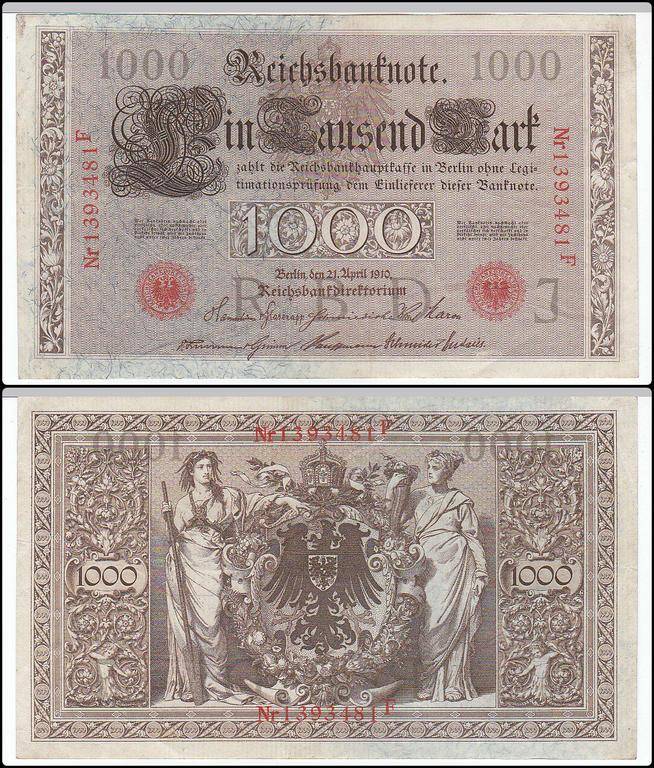 1000 Reichsbanknote. 1000
Ein Tausend Mark
zahlt die Reichsbankhauptkasse in Berlin ohne Legi-
timationsprüfung dem Einlieferer dieser Banknote.
Nr1393481F
Nr1393481F
1000
Berlin, den 21. April 1910.
Reichsbankdirektorium
R B D
Nr1393481F
1000 1000
1000 1000
Nr1393481F